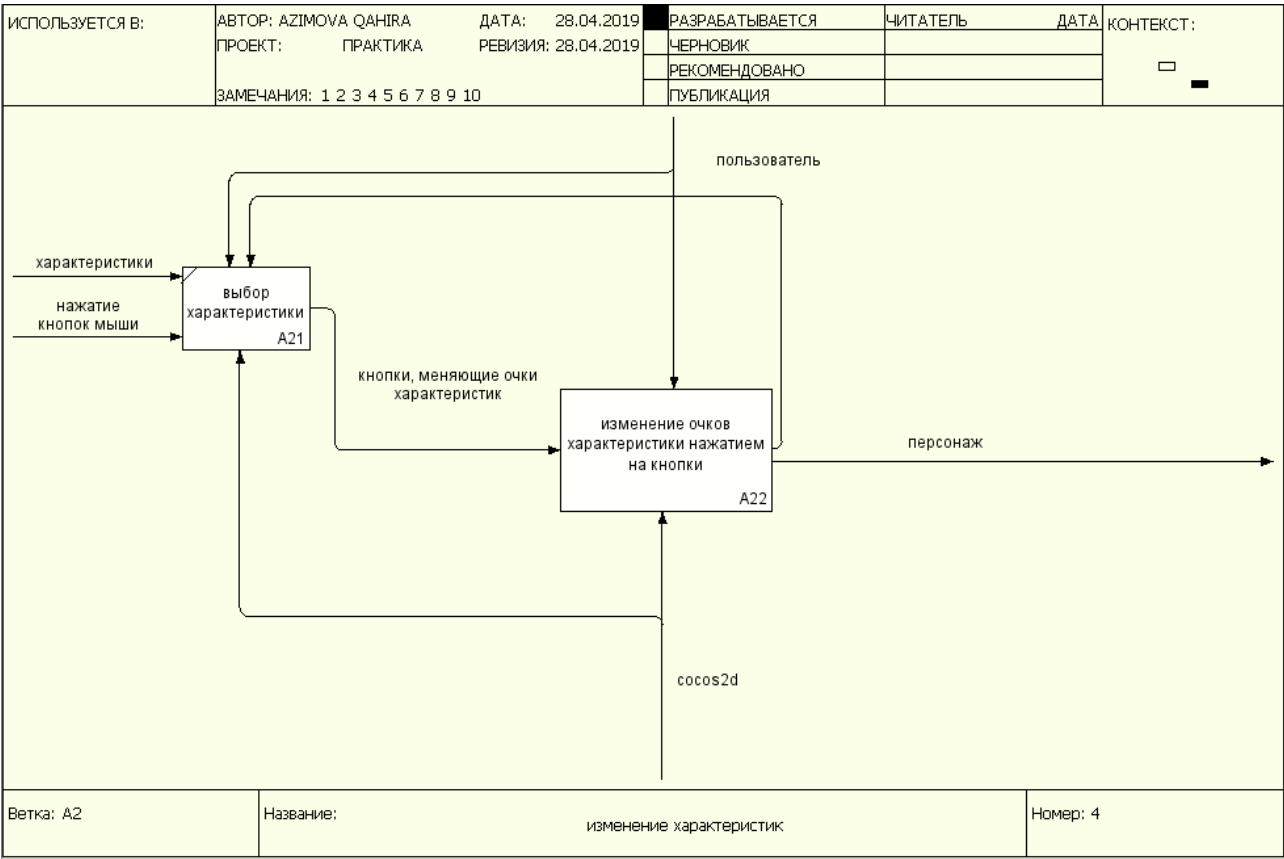 ИСПОЛЬЗУЕТСЯ В:
АВТОР: AZIMOVA QAHIRA ДАТА: 28.04.2019
ПРОЕКТ: ПРАКТИКА РЕВИЗИЯ: 28.04.2019
ЗАМЕЧАНИЯ: 1 2 3 4 5 6 7 8 9 10
РАЗРАБАТЫВАЕТСЯ
ЧЕРНОВИК
РЕКОМЕНДОВАНО
ПУБЛИКАЦИЯ
ЧИТАТЕЛЬ ДАТА
КОНТЕКСТ:
пользователь
характеристики
нажатие
кнопок мыши
выбор
характеристики
A21
кнопки, меняющие очки
характеристик
изменение очков
характеристики нажатием
на кнопки
A22
персонаж
cocos2d
Ветка: A2
Название:
изменение характеристик
Номер: 4